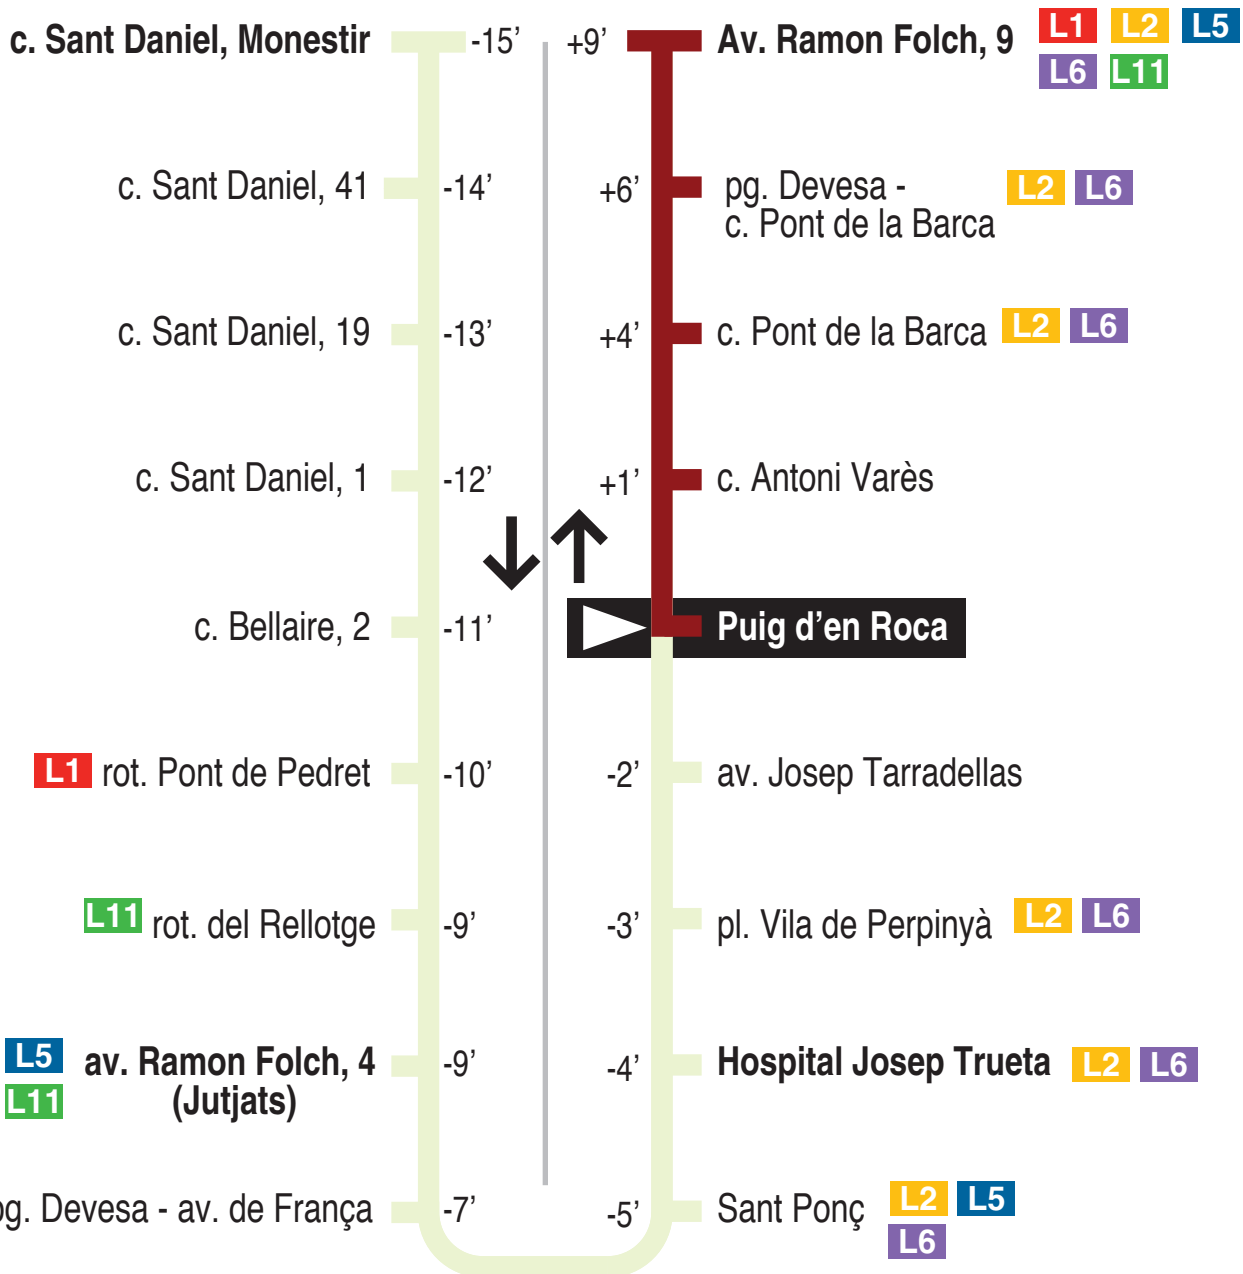 c. Sant Daniel, Monestir -15’
c. Sant Daniel, 41 -14’
c. Sant Daniel, 19 -13’
c. Sant Daniel, 1 -12’
c. Bellaire, 2 -11’
L1 rot. Pont de Pedret -10’
L11 rot. del Rellotge -9’
L5 av. Ramon Folch, 4 -9’
L11 (Jutjats)
Devesa - av. de França -7’
+9’ Av. Ramon Folch, 9 L1 L2 L5
L6 L11
+6’ pg. Devesa - L2 L6
c. Pont de la Barca
+4’ c. Pont de la Barca L2 L6
+1’ c. Antoni Varès
Puig d’en Roca
-2’ av. Josep Tarradellas
-3’ pl. Vila de Perpinyà L2 L6
-4’ Hospital Josep Trueta L2 L6
-5’ Sant Ponç L2 L5
L6